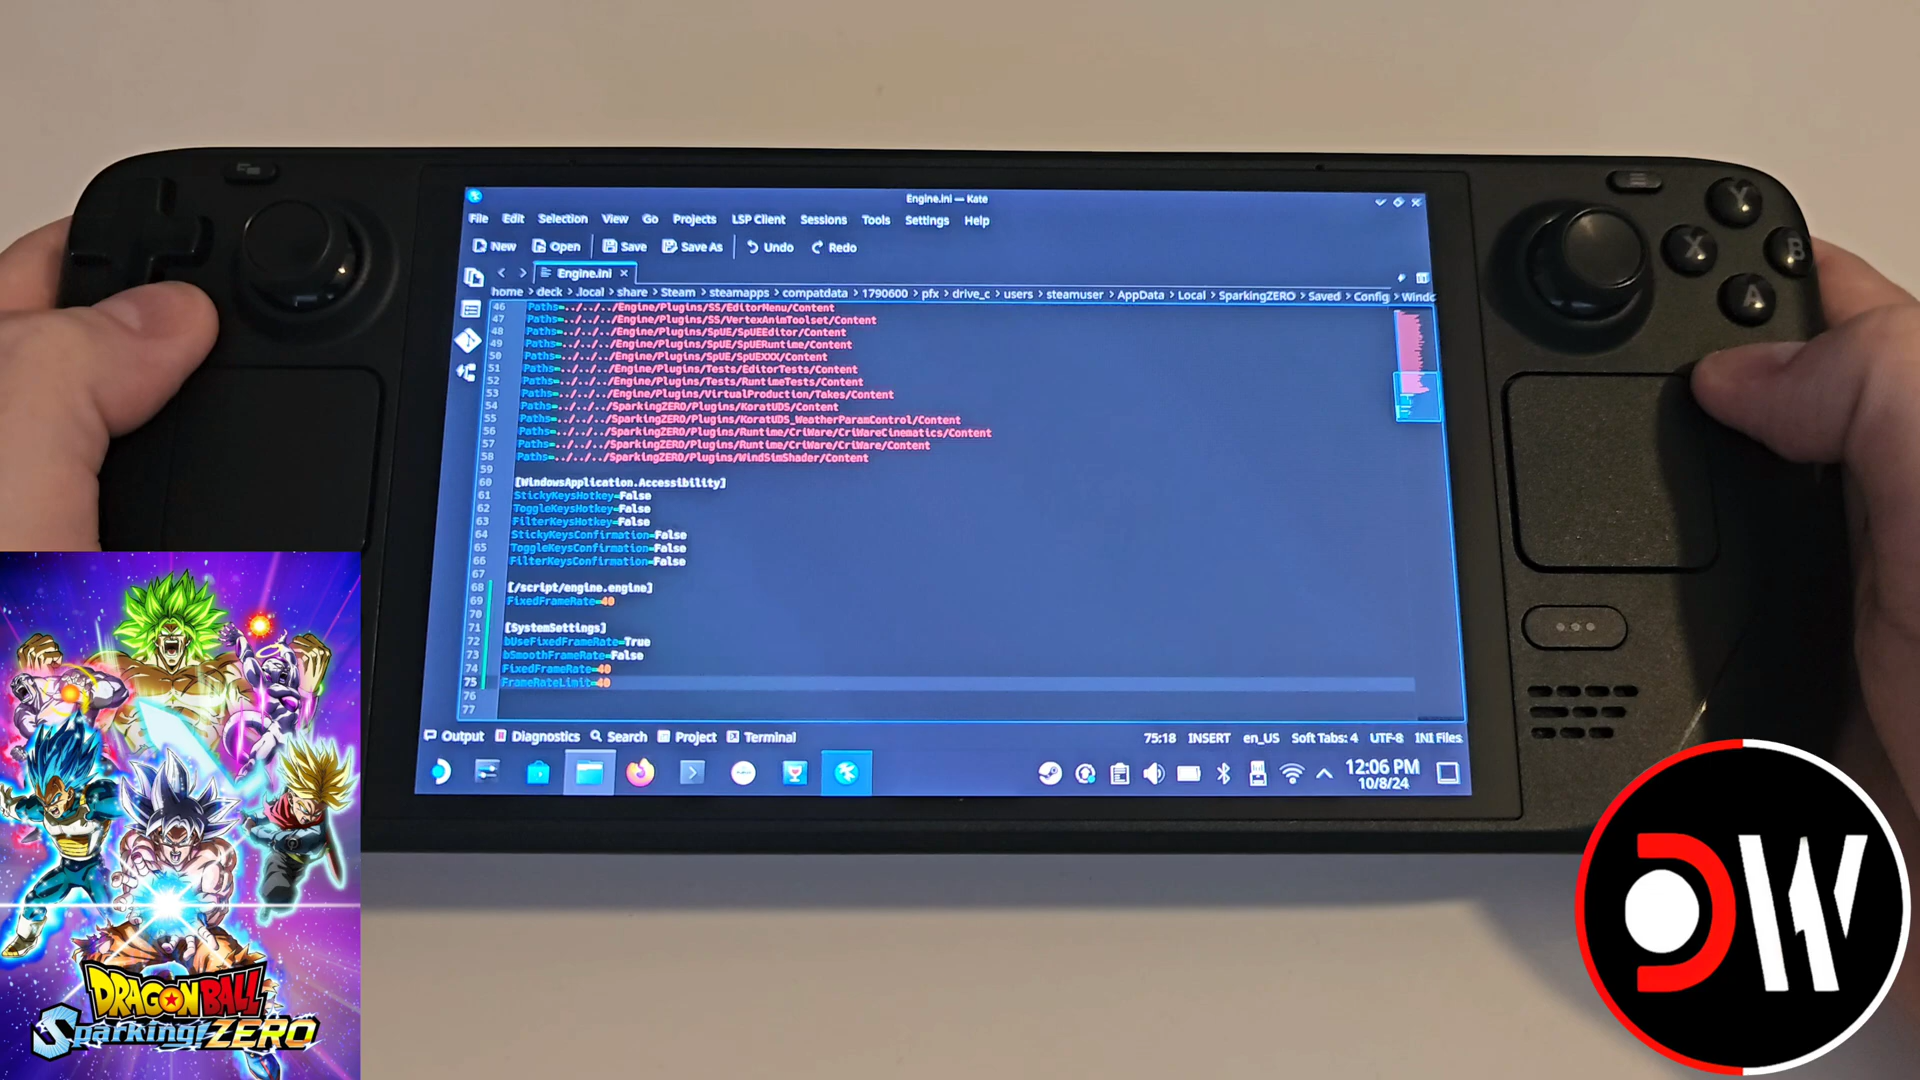 Engine.ini — Kate
File Edit Selection View Go Projects LSP Client Sessions Tools Settings Help
New Open Save Save As Undo Redo
Engine.ini
home > deck > .local > share > Steam > steamapps > compatdata > 1790600 > pfx > drive_c > users > steamuser > AppData > Local > SparkingZERO > Saved > Config > Windo
46 Paths=../../../Engine/Plugins/SS/EditorMenu/Content
47 Paths=../../../Engine/Plugins/SS/VertexAnimToolset/Content
48 Paths=../../../Engine/Plugins/SpUE/SpUEEditor/Content
49 Paths=../../../Engine/Plugins/SpUE/SpUERuntime/Content
50 Paths=../../../Engine/Plugins/SpUE/SpUEXXX/Content
51 Paths=../../../Engine/Plugins/Tests/EditorTests/Content
52 Paths=../../../Engine/Plugins/Tests/RuntimeTests/Content
53 Paths=../../../Engine/Plugins/VirtualProduction/Takes/Content
54 Paths=../../../SparkingZERO/Plugins/KoratUDS/Content
55 Paths=../../../SparkingZERO/Plugins/KoratUDS_WeatherParamControl/Content
56 Paths=../../../SparkingZERO/Plugins/Runtime/CriWare/CriWareCinematics/Content
57 Paths=../../../SparkingZERO/Plugins/Runtime/CriWare/CriWare/Content
58 Paths=../../../SparkingZERO/Plugins/WindSimShader/Content
59
60 [WindowsApplication.Accessibility]
61 StickyKeysHotkey=False
62 ToggleKeysHotkey=False
63 FilterKeysHotkey=False
64 StickyKeysConfirmation=False
65 ToggleKeysConfirmation=False
66 FilterKeysConfirmation=False
67
68 [/script/engine.engine]
69 FixedFrameRate=40
70
71 [SystemSettings]
72 bUseFixedFrameRate=True
73 bSmoothFrameRate=False
74 FixedFrameRate=40
75 FrameRateLimit=40
76
77
Output Diagnostics Search Project Terminal
75:18 INSERT en_US Soft Tabs: 4 UTF-8 INI Files
12:06 PM
10/8/24
Y
X
B
A
DRAGON BALL
Sparking! ZERO
DW